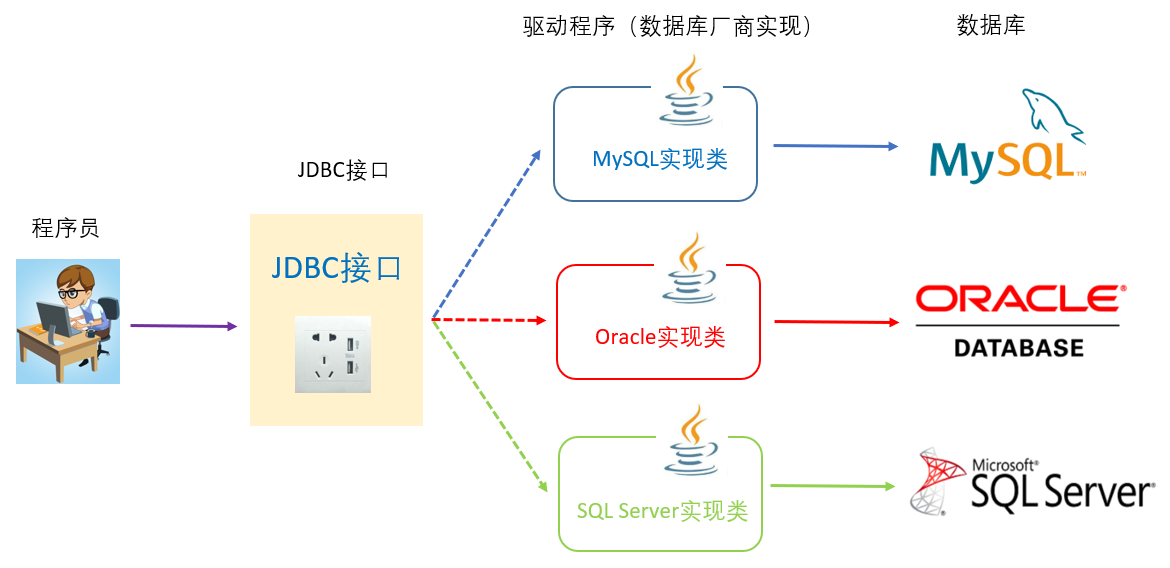 驱动程序（数据库厂商实现）
数据库
JDBC接口
程序员
JDBC接口
MySQL实现类
MySQL™
Oracle实现类
ORACLE®
DATABASE
SQL Server实现类
Microsoft®
SQL Server®